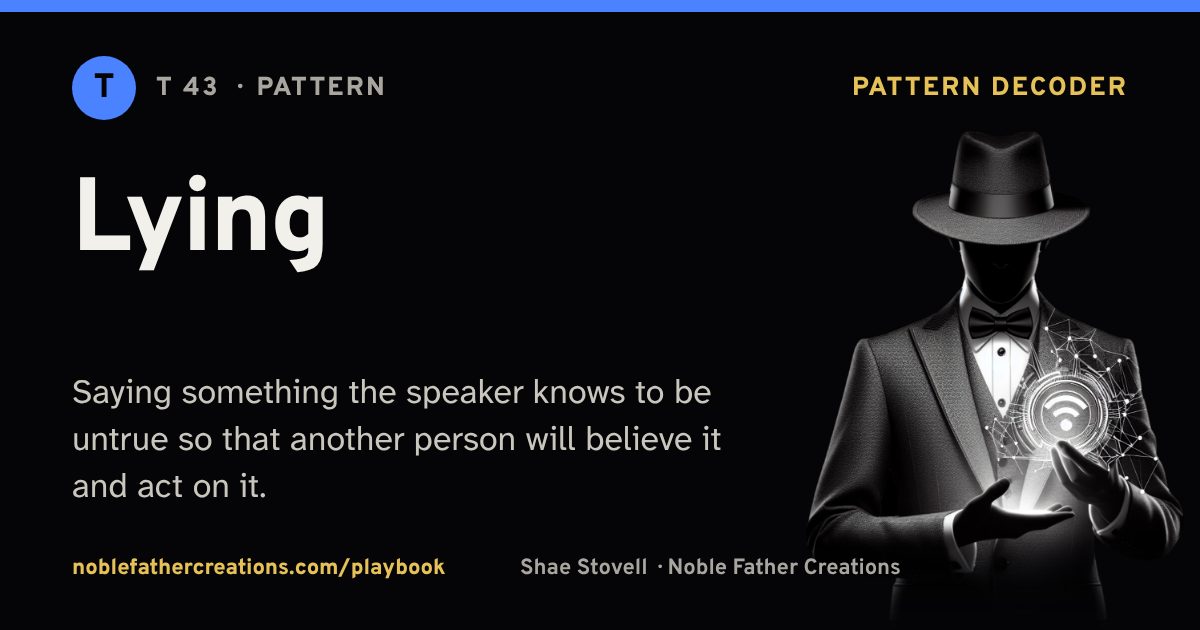 T
T 43 · PATTERN
PATTERN DECODER
Lying
Saying something the speaker knows to be
untrue so that another person will believe it
and act on it.
noblefathercreations.com/playbook
Shae Stovell · Noble Father Creations